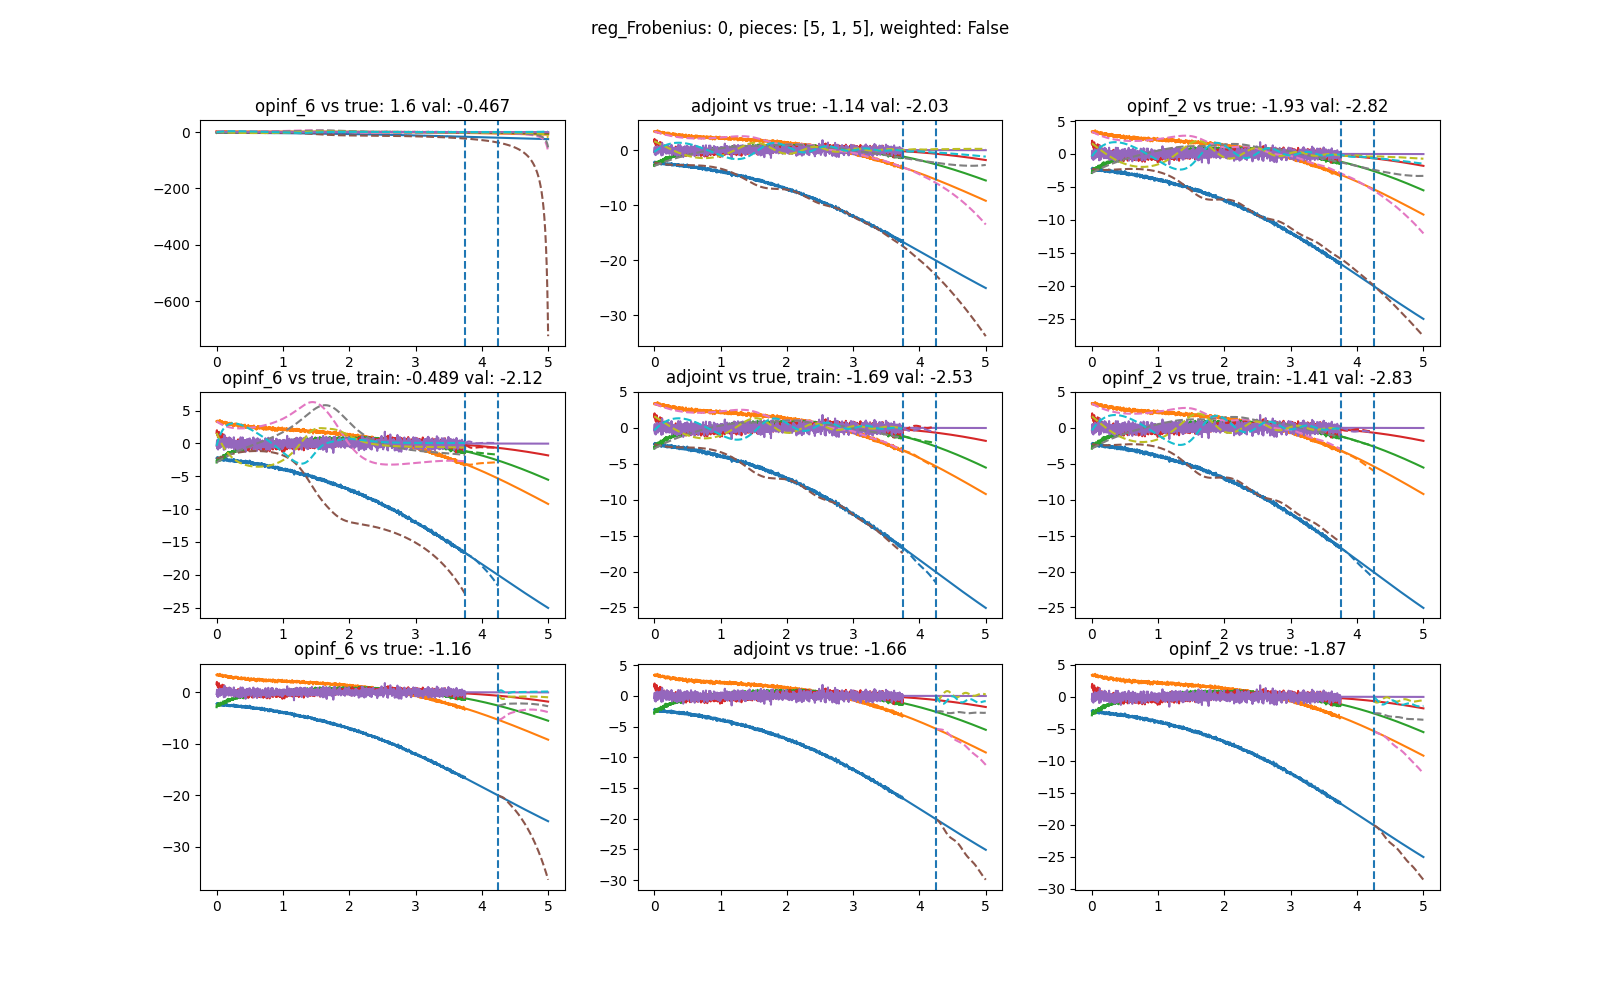 reg_Frobenius: 0, pieces: [5, 1, 5], weighted: False
opinf_6 vs true: 1.6 val: -0.467
0
−200
−400
−600
0 1 2 3 4 5
adjoint vs true: -1.14 val: -2.03
0
−10
−20
−30
0 1 2 3 4 5
opinf_2 vs true: -1.93 val: -2.82
5
0
−5
−10
−15
−20
−25
0 1 2 3 4 5
opinf_6 vs true, train: -0.489 val: -2.12
5
0
−5
−10
−15
−20
−25
0 1 2 3 4 5
adjoint vs true, train: -1.69 val: -2.53
5
0
−5
−10
−15
−20
−25
0 1 2 3 4 5
opinf_2 vs true, train: -1.41 val: -2.83
5
0
−5
−10
−15
−20
−25
0 1 2 3 4 5
opinf_6 vs true: -1.16
0
−10
−20
−30
0 1 2 3 4 5
adjoint vs true: -1.66
5
0
−5
−10
−15
−20
−25
−30
0 1 2 3 4 5
opinf_2 vs true: -1.87
5
0
−5
−10
−15
−20
−25
−30
0 1 2 3 4 5